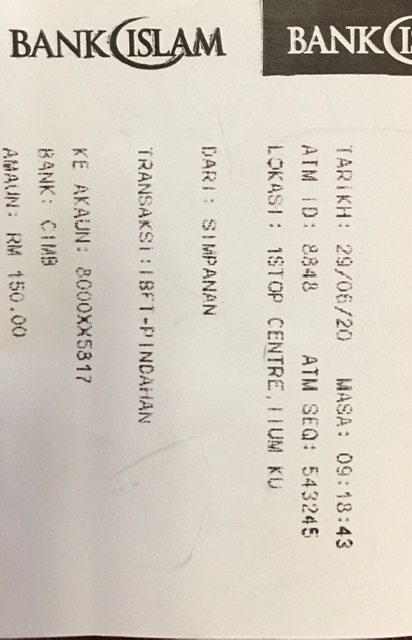 BANK ISLAM
BANK
TARIKH: 29/06/20 MASA: 09:18:43
ATM ID: 8848 ATM SEQ: 543245
LOKASI: 1STOP CENTRE,IIUM KU
DARI: SIMPANAN
TRANSAKSI:IBFT-PINDAHAN
KE AKAUN: 8000XX5317
BANK: CIMB
AMAUN: RM 150.00